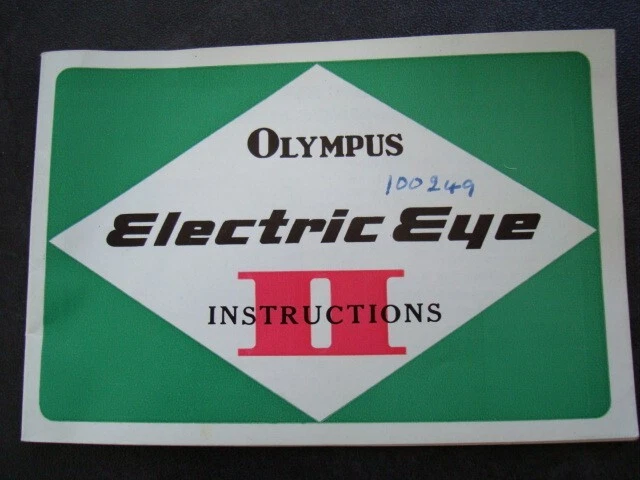 OLYMPUS
100249
Electric Eye
II
INSTRUCTIONS